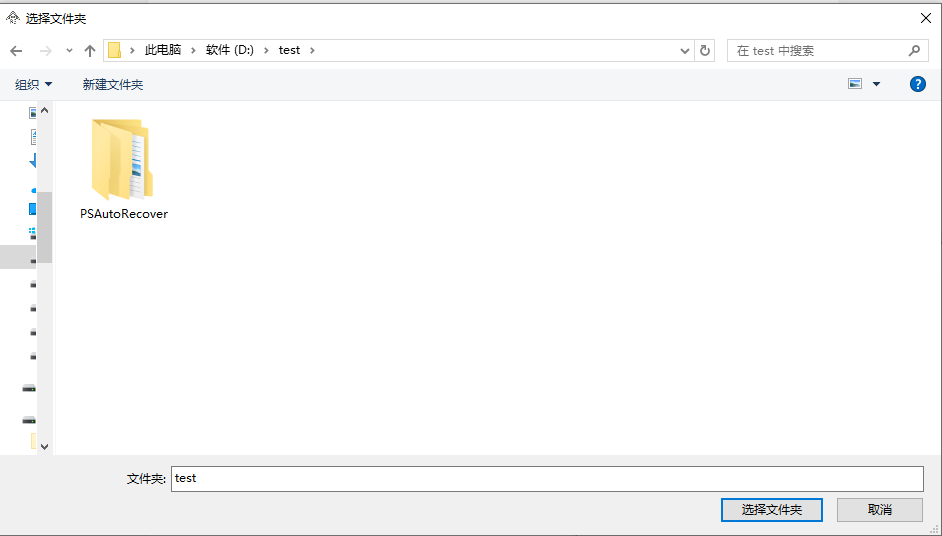 选择文件夹
此电脑 软件 (D:) test
在 test 中搜索
组织 新建文件夹
?
PSAutoRecover
文件夹: test
选择文件夹 取消